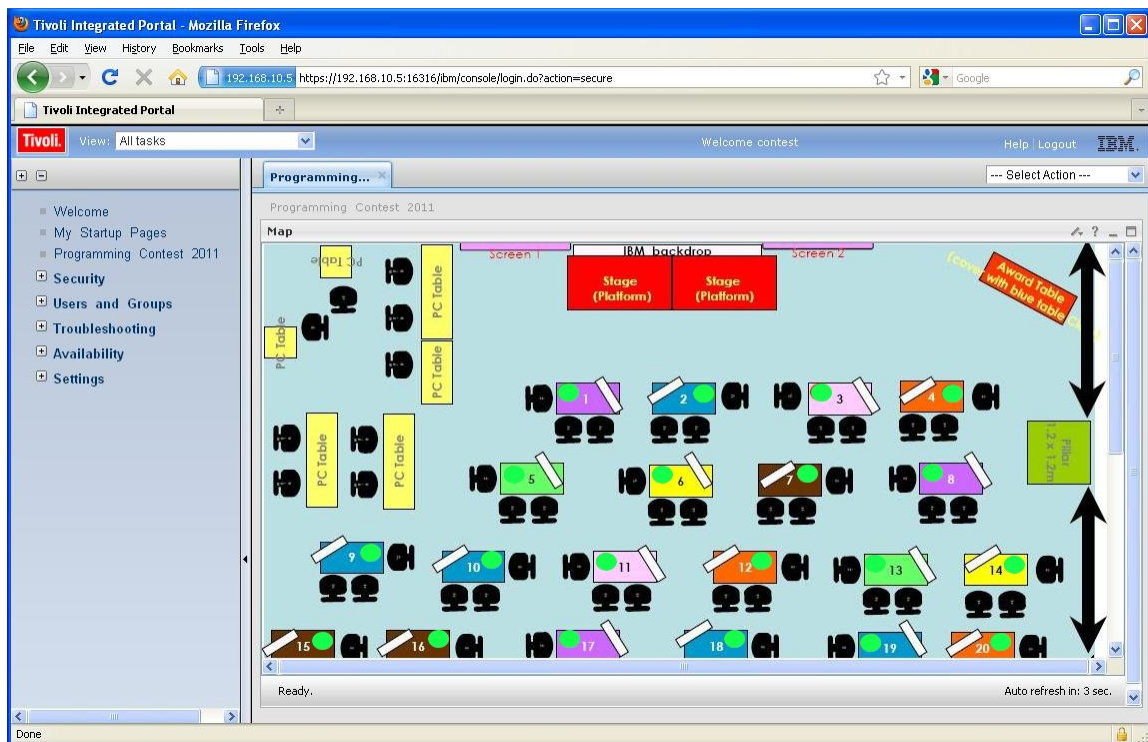 Tivoli Integrated Portal - Mozilla Firefox
File Edit View History Bookmarks Tools Help
192.168.10.5 https://192.168.10.5:16316/ibm/console/login.do?action=secure
Google
Tivoli Integrated Portal
Tivoli. View: All tasks Welcome contest Help Logout IBM.
Programming... --- Select Action ---
Programming Contest 2011
Welcome
My Startup Pages
Programming Contest 2011
Security
Users and Groups
Troubleshooting
Availability
Settings
Map
Screen 1 IBM backdrop Screen 2
PC Table
PC Table
PC Table
PC Table
Stage
(Platform)
Stage
(Platform)
Award Table
(cover with blue table
1 2 3 4
PC Table
PC Table
Pillar
1.2 x 1.2m
5 6 7 8
9 10 11 12 13 14
15 16 17 18 19 20
Ready. Auto refresh in: 3 sec.
Done